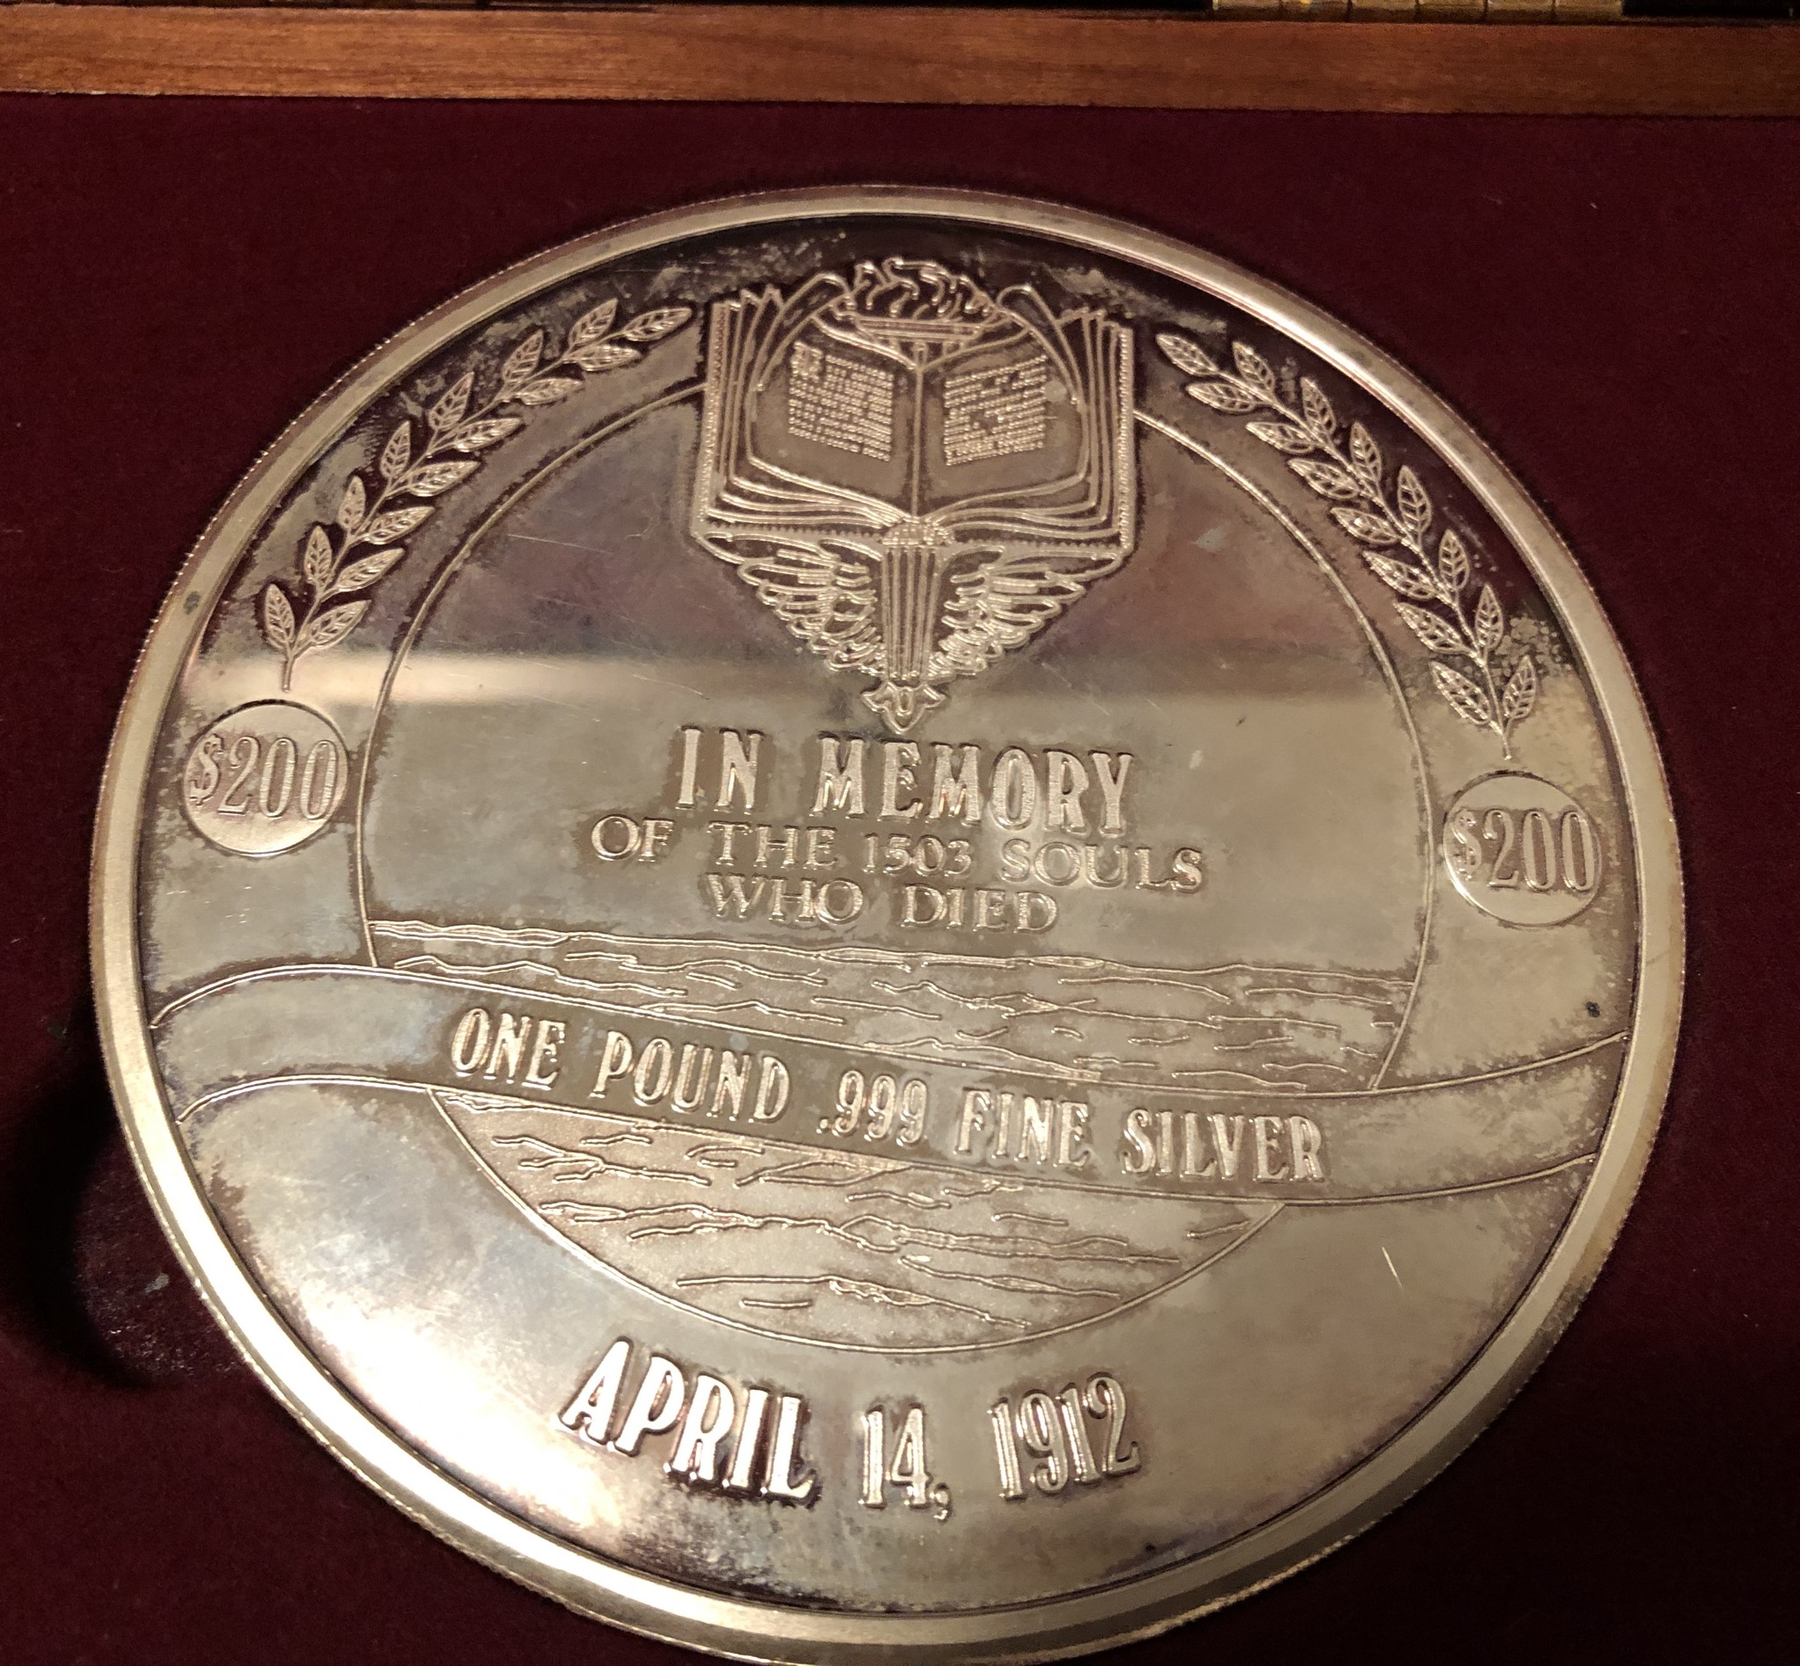 $200
IN MEMORY
OF THE 1503 SOULS
WHO DIED
$200
ONE POUND .999 FINE SILVER
APRIL 14, 1912